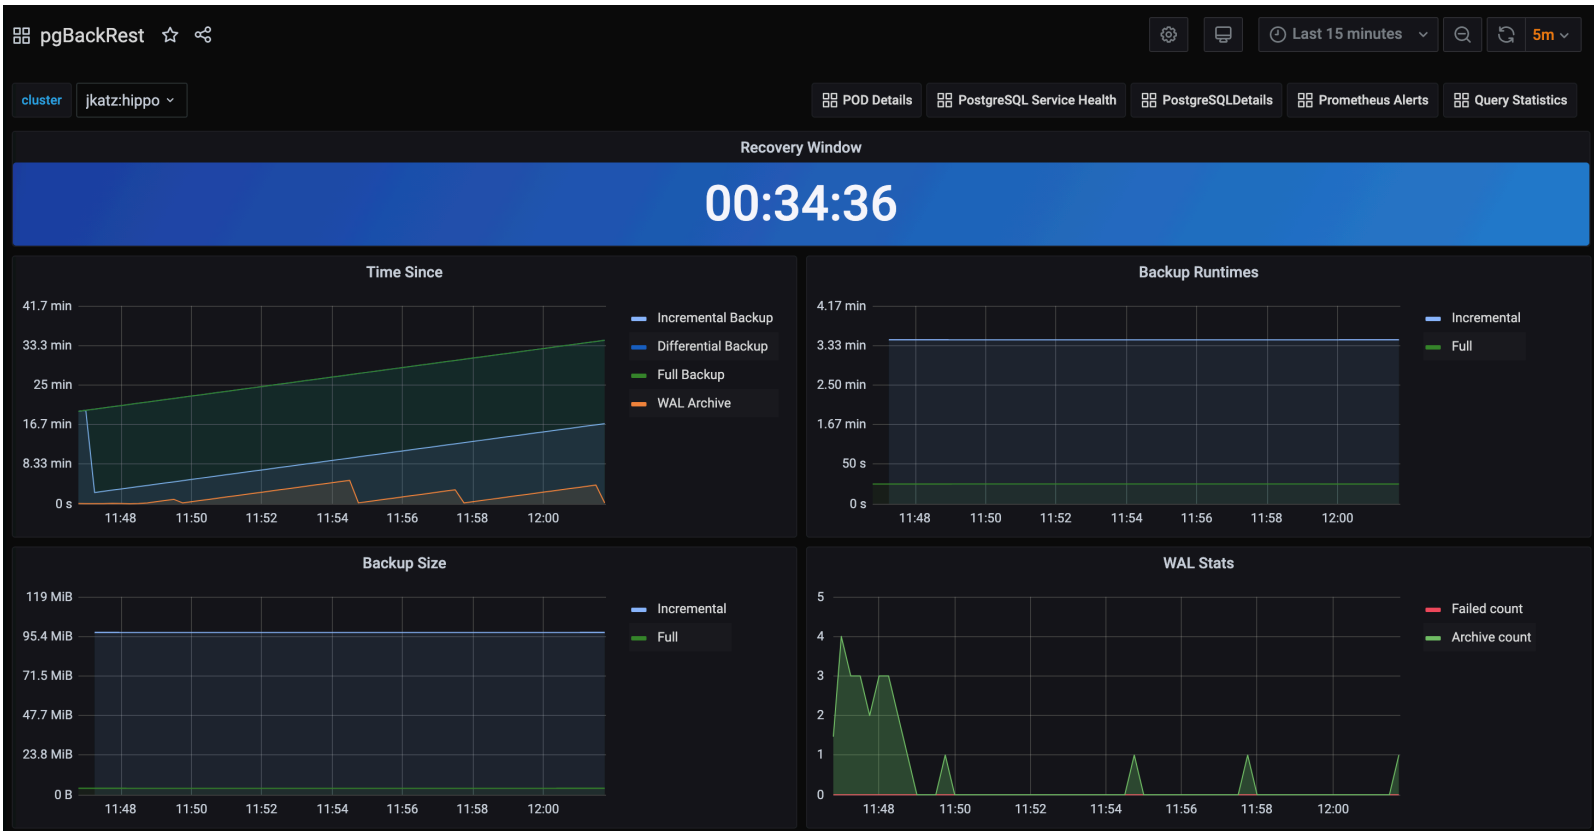 pgBackRest
Last 15 minutes
5m
cluster
jkatz:hippo
POD Details
PostgreSQL Service Health
PostgreSQLDetails
Prometheus Alerts
Query Statistics
Recovery Window
00:34:36
Time Since
41.7 min
33.3 min
25 min
16.7 min
8.33 min
0 s
11:48 11:50 11:52 11:54 11:56 11:58 12:00
Incremental Backup
Differential Backup
Full Backup
WAL Archive
Backup Runtimes
4.17 min
3.33 min
2.50 min
1.67 min
50 s
0 s
11:48 11:50 11:52 11:54 11:56 11:58 12:00
Incremental
Full
Backup Size
119 MiB
95.4 MiB
71.5 MiB
47.7 MiB
23.8 MiB
0 B
11:48 11:50 11:52 11:54 11:56 11:58 12:00
Incremental
Full
WAL Stats
5
4
3
2
1
0
11:48 11:50 11:52 11:54 11:56 11:58 12:00
Failed count
Archive count